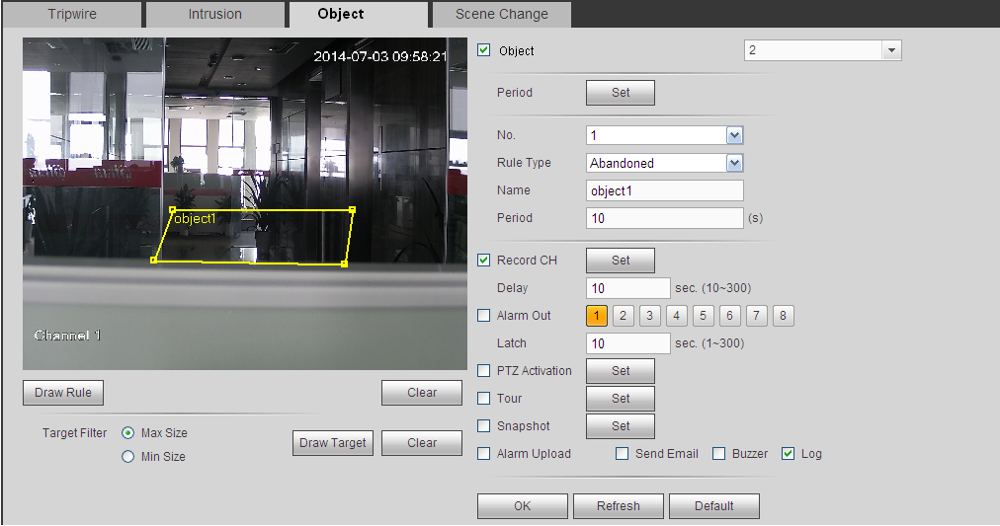 Tripwire Intrusion Object Scene Change
2014-07-03 09:58:21
object1
Channel 1
Draw Rule Clear
Target Filter Max Size
Min Size
Draw Target Clear
Object 2
Period Set
No. 1
Rule Type Abandoned
Name object1
Period 10 (s)
Record CH Set
Delay 10 sec. (10~300)
Alarm Out 1 2 3 4 5 6 7 8
Latch 10 sec. (1~300)
PTZ Activation Set
Tour Set
Snapshot Set
Alarm Upload Send Email Buzzer Log
OK Refresh Default